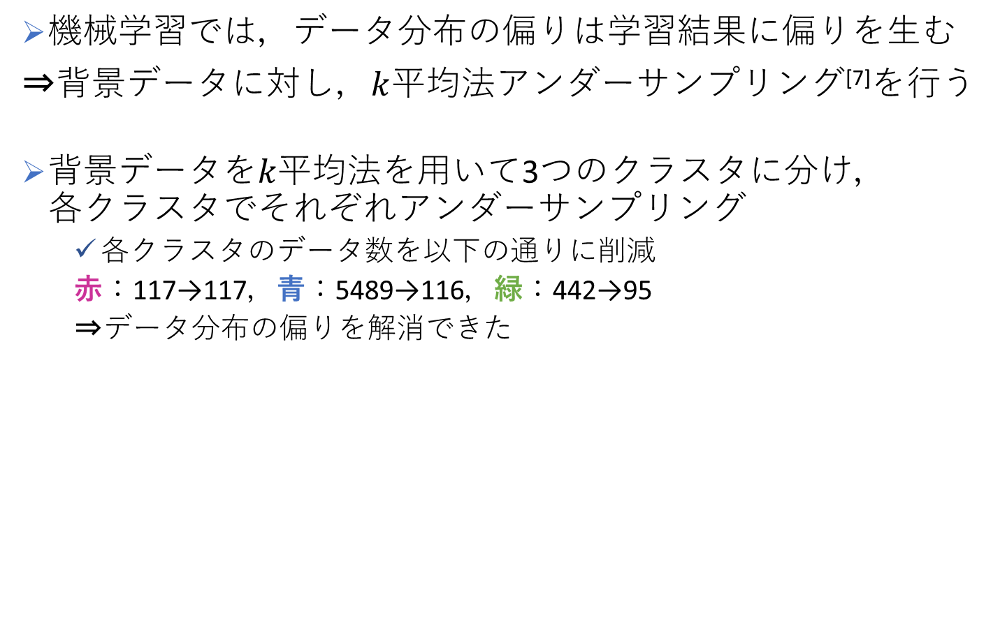 ➢機械学習では，データ分布の偏りは学習結果に偏りを生む
⇒背景データに対し，k平均法アンダーサンプリング[7]を行う
➢背景データをk平均法を用いて3つのクラスタに分け，
各クラスタでそれぞれアンダーサンプリング
✓各クラスタのデータ数を以下の通りに削減
赤：117→117，青：5489→116，緑：442→95
⇒データ分布の偏りを解消できた